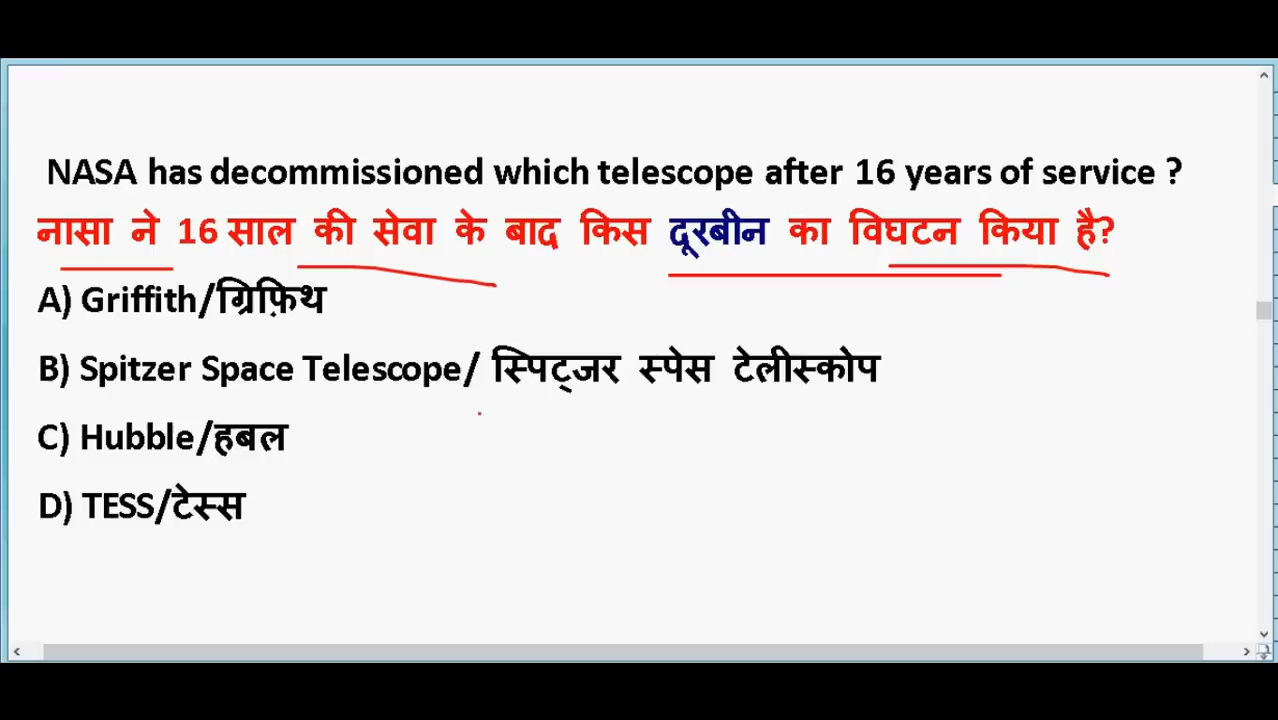 NASA has decommissioned which telescope after 16 years of service ?
नासा ने 16 साल की सेवा के बाद किस दूरबीन का विघटन किया है?
A) Griffith/ग्रिफ़िथ
B) Spitzer Space Telescope/ स्पिट्जर स्पेस टेलीस्कोप
C) Hubble/हबल
D) TESS/टेस्स